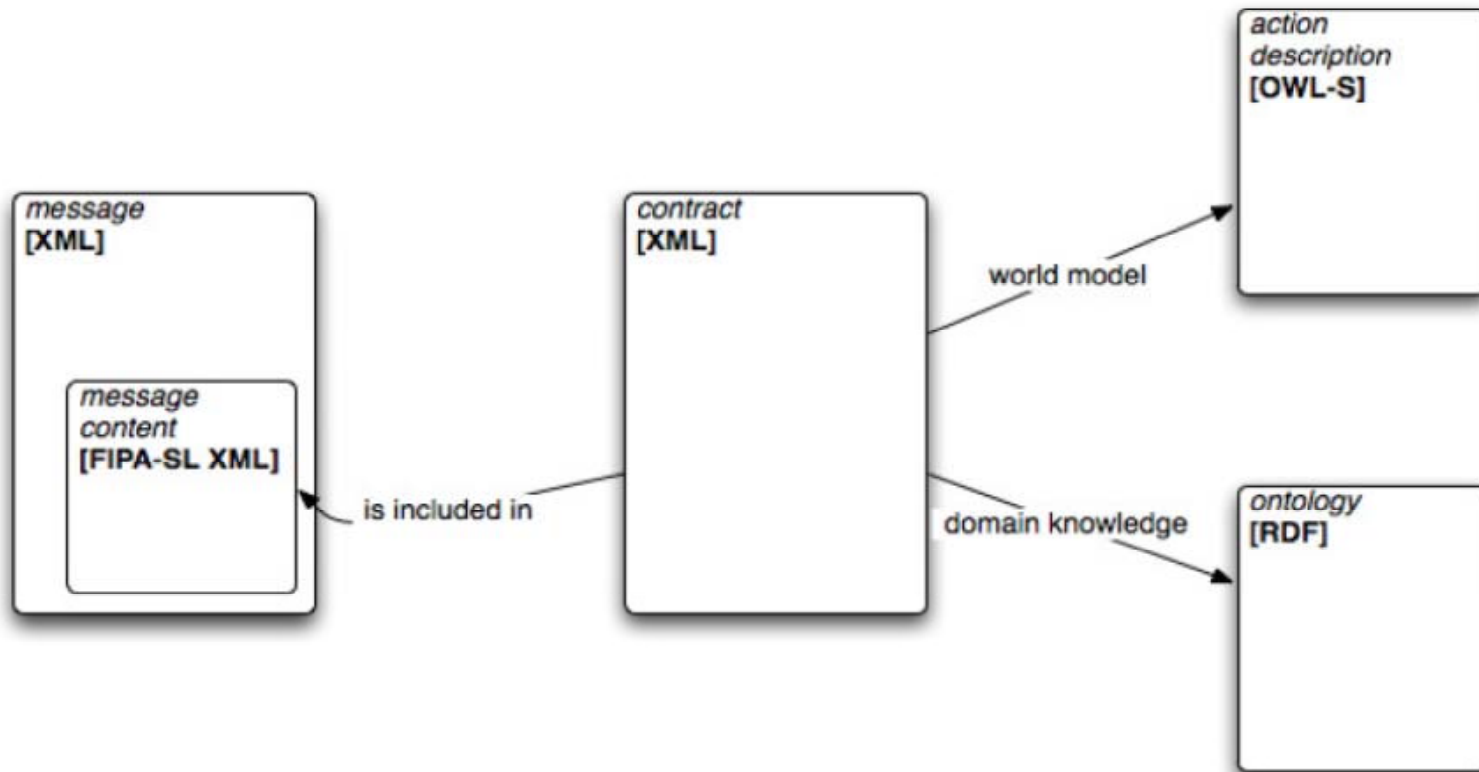 action
description
[OWL-S]
message
[XML]
contract
[XML]
world model
message
content
[FIPA-SL XML]
is included in
domain knowledge
ontology
[RDF]